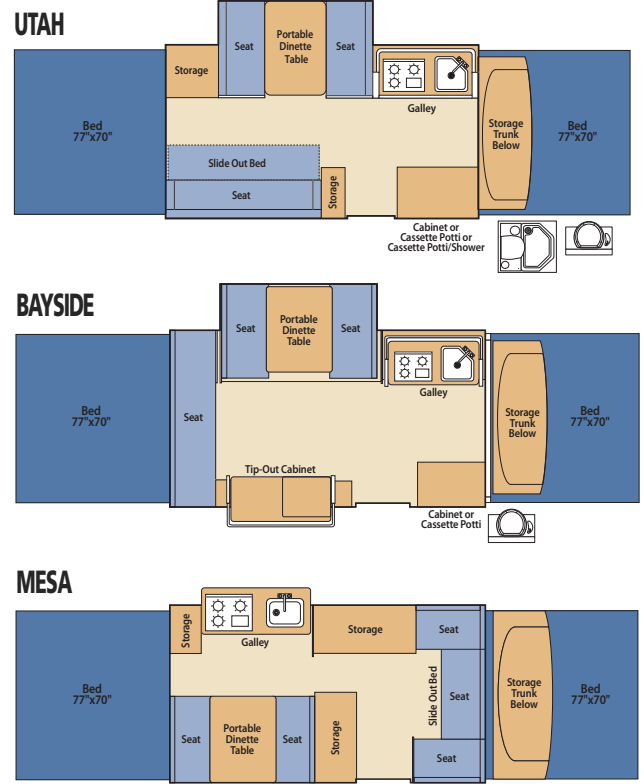 UTAH
Bed
77"x70"
Storage
Seat
Portable
Dinette
Table
Seat
Galley
Storage
Trunk
Below
Bed
77"x70"
Slide Out Bed
Seat
Storage
Cabinet or
Cassette Potti or
Cassette Potti/Shower
BAYSIDE
Bed
77"x70"
Seat
Seat
Portable
Dinette
Table
Seat
Galley
Storage
Trunk
Below
Bed
77"x70"
Tip-Out Cabinet
Cabinet or
Cassette Potti
MESA
Bed
77"x70"
Storage
Galley
Storage
Seat
Slide Out Bed
Seat
Storage
Trunk
Below
Bed
77"x70"
Seat
Portable
Dinette
Table
Seat
Storage
Seat